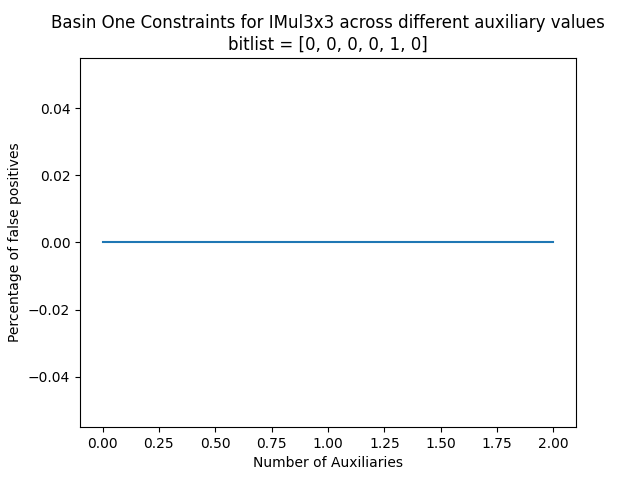 Basin One Constraints for IMul3x3 across different auxiliary values
bitlist = [0, 0, 0, 0, 1, 0]
Percentage of false positives
0.04
0.02
0.00
−0.02
−0.04
0.00 0.25 0.50 0.75 1.00 1.25 1.50 1.75 2.00
Number of Auxiliaries